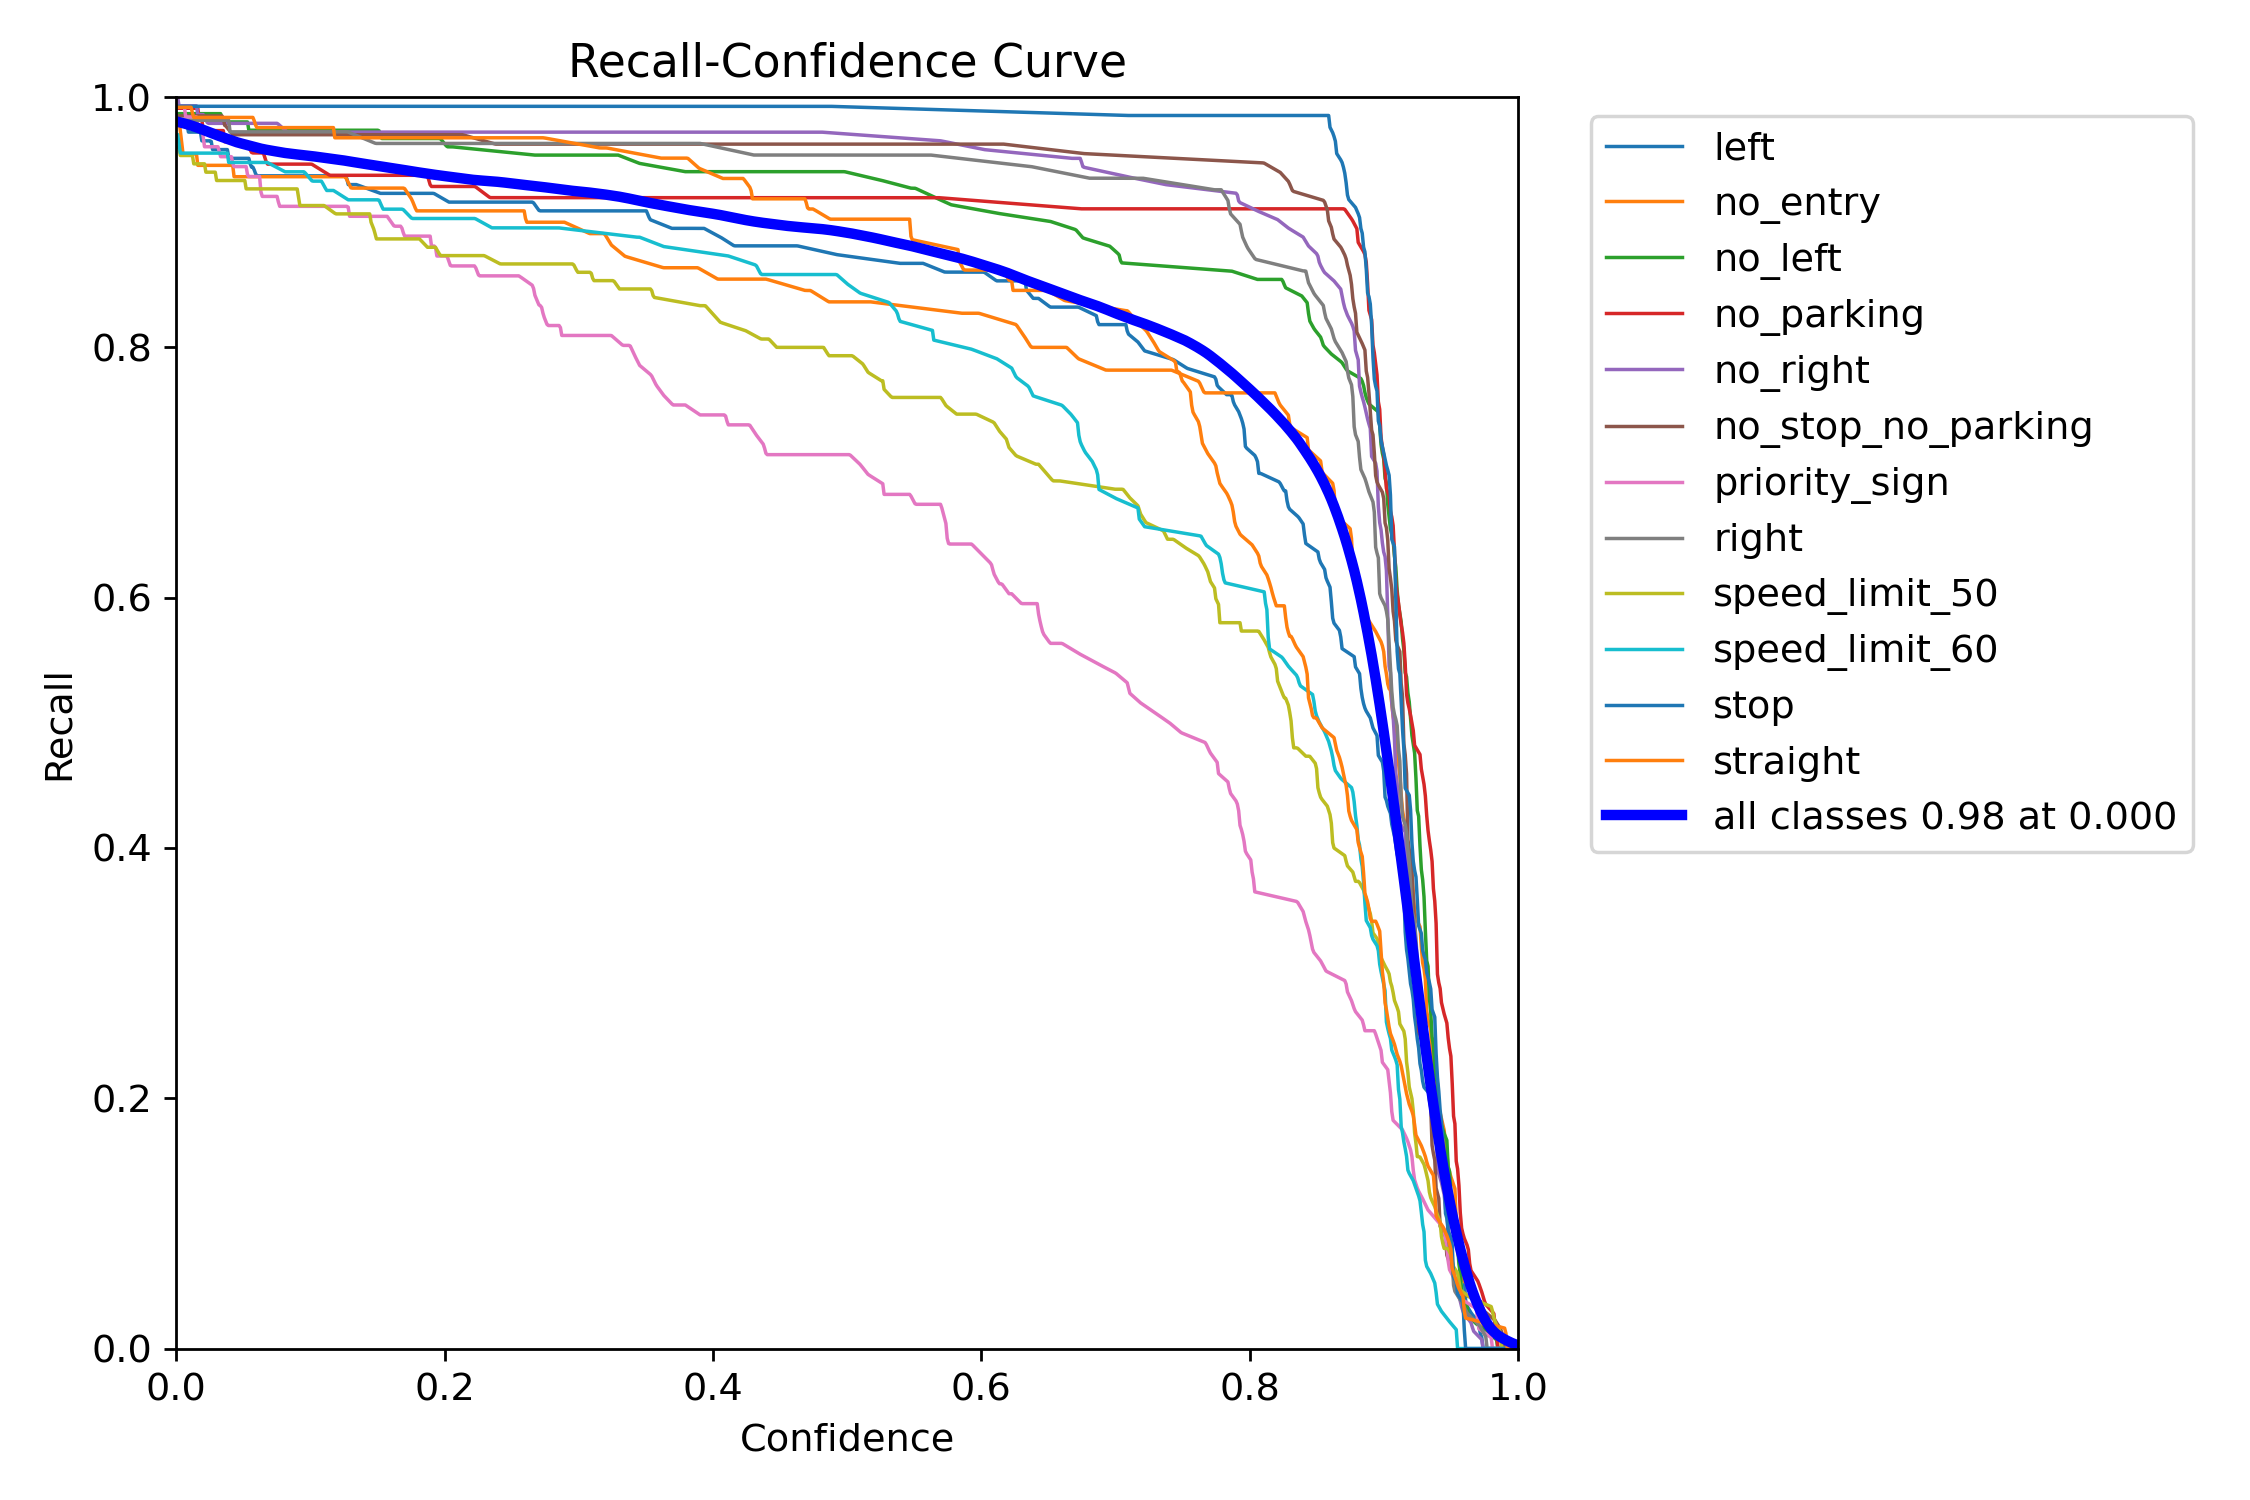 Recall-Confidence Curve
1.0
0.8
0.6
0.4
0.2
0.0
Recall
0.0 0.2 0.4 0.6 0.8 1.0
Confidence
left
no_entry
no_left
no_parking
no_right
no_stop_no_parking
priority_sign
right
speed_limit_50
speed_limit_60
stop
straight
all classes 0.98 at 0.000